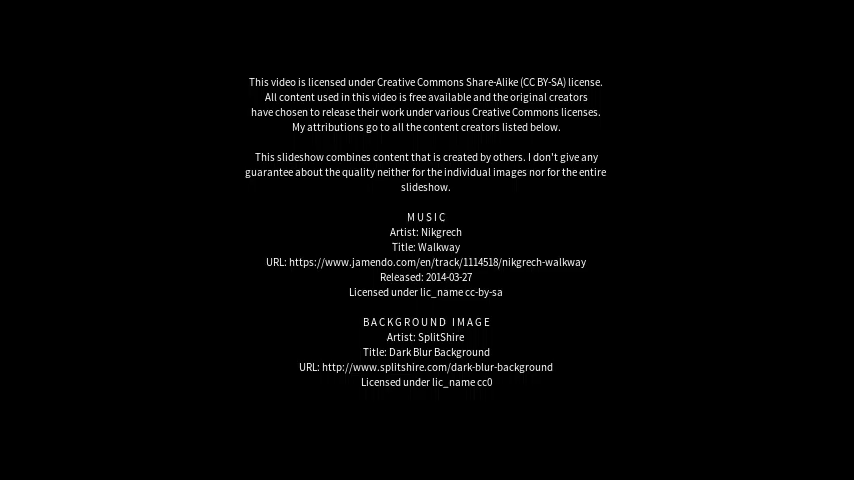 This video is licensed under Creative Commons Share-Alike (CC BY-SA) license.
All content used in this video is free available and the original creators
have chosen to release their work under various Creative Commons licenses.
My attributions go to all the content creators listed below.
This slideshow combines content that is created by others. I don't give any
guarantee about the quality neither for the individual images nor for the entire
slideshow.
MUSIC
Artist: Nikgrech
Title: Walkway
URL: https://www.jamendo.com/en/track/1114518/nikgrech-walkway
Released: 2014-03-27
Licensed under lic_name cc-by-sa
BACKGROUND IMAGE
Artist: SplitShire
Title: Dark Blur Background
URL: http://www.splitshire.com/dark-blur-background
Licensed under lic_name cc0